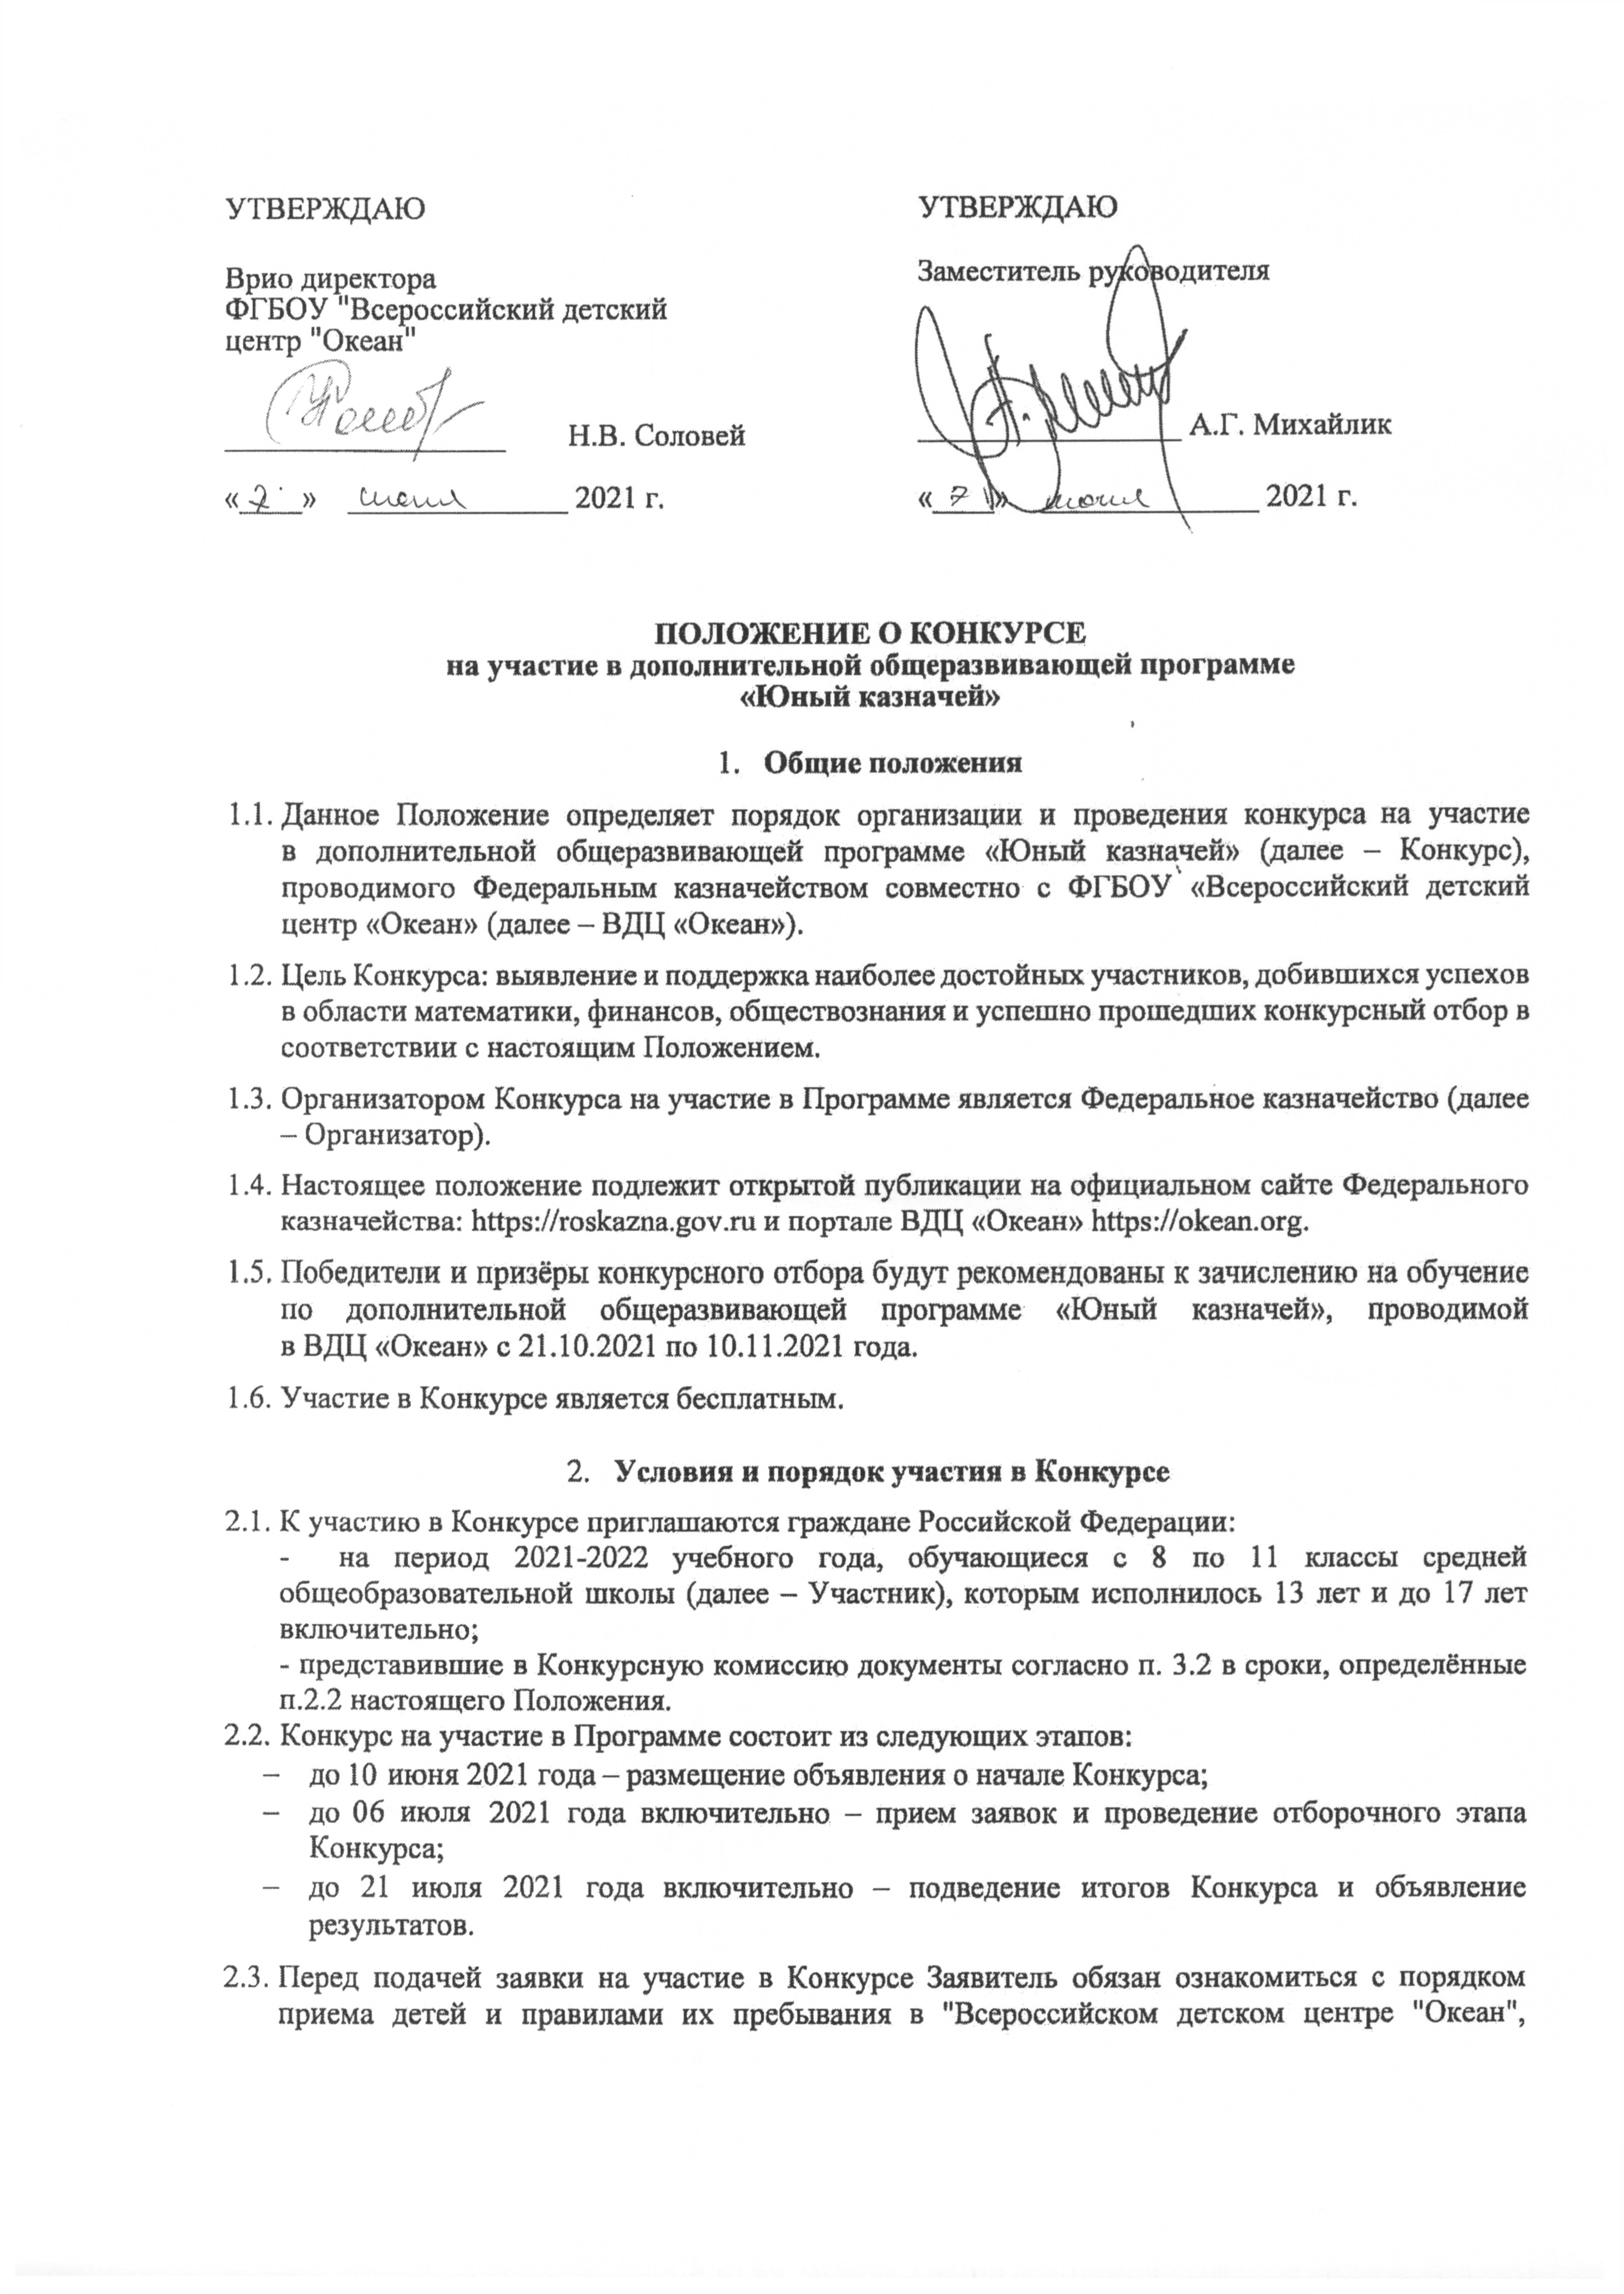 УТВЕРЖДАЮ
Врио директора
ФГБОУ "Всероссийский детский
центр "Океан"
Н.В. Соловей
«7» июня 2021 г.
УТВЕРЖДАЮ
Заместитель руководителя
А.Г. Михайлик
«7» июня 2021 г.
ПОЛОЖЕНИЕ О КОНКУРСЕ
на участие в дополнительной общеразвивающей программе
«Юный казначей»
1. Общие положения
1.1. Данное Положение определяет порядок организации и проведения конкурса на участие
в дополнительной общеразвивающей программе «Юный казначей» (далее – Конкурс),
проводимого Федеральным казначейством совместно с ФГБОУ «Всероссийский детский
центр «Океан» (далее – ВДЦ «Океан»).
1.2. Цель Конкурса: выявление и поддержка наиболее достойных участников, добившихся успехов
в области математики, финансов, обществознания и успешно прошедших конкурсный отбор в
соответствии с настоящим Положением.
1.3. Организатором Конкурса на участие в Программе является Федеральное казначейство (далее
– Организатор).
1.4. Настоящее положение подлежит открытой публикации на официальном сайте Федерального
казначейства: https://roskazna.gov.ru и портале ВДЦ «Океан» https://okean.org.
1.5. Победители и призёры конкурсного отбора будут рекомендованы к зачислению на обучение
по дополнительной общеразвивающей программе «Юный казначей», проводимой
в ВДЦ «Океан» с 21.10.2021 по 10.11.2021 года.
1.6. Участие в Конкурсе является бесплатным.
2. Условия и порядок участия в Конкурсе
2.1. К участию в Конкурсе приглашаются граждане Российской Федерации:
- на период 2021-2022 учебного года, обучающиеся с 8 по 11 классы средней
общеобразовательной школы (далее – Участник), которым исполнилось 13 лет и до 17 лет
включительно;
- представившие в Конкурсную комиссию документы согласно п. 3.2 в сроки, определённые
п.2.2 настоящего Положения.
2.2. Конкурс на участие в Программе состоит из следующих этапов:
– до 10 июня 2021 года – размещение объявления о начале Конкурса;
– до 06 июля 2021 года включительно – прием заявок и проведение отборочного этапа
Конкурса;
– до 21 июля 2021 года включительно – подведение итогов Конкурса и объявление
результатов.
2.3. Перед подачей заявки на участие в Конкурсе Заявитель обязан ознакомиться с порядком
приема детей и правилами их пребывания в "Всероссийском детском центре "Океан",